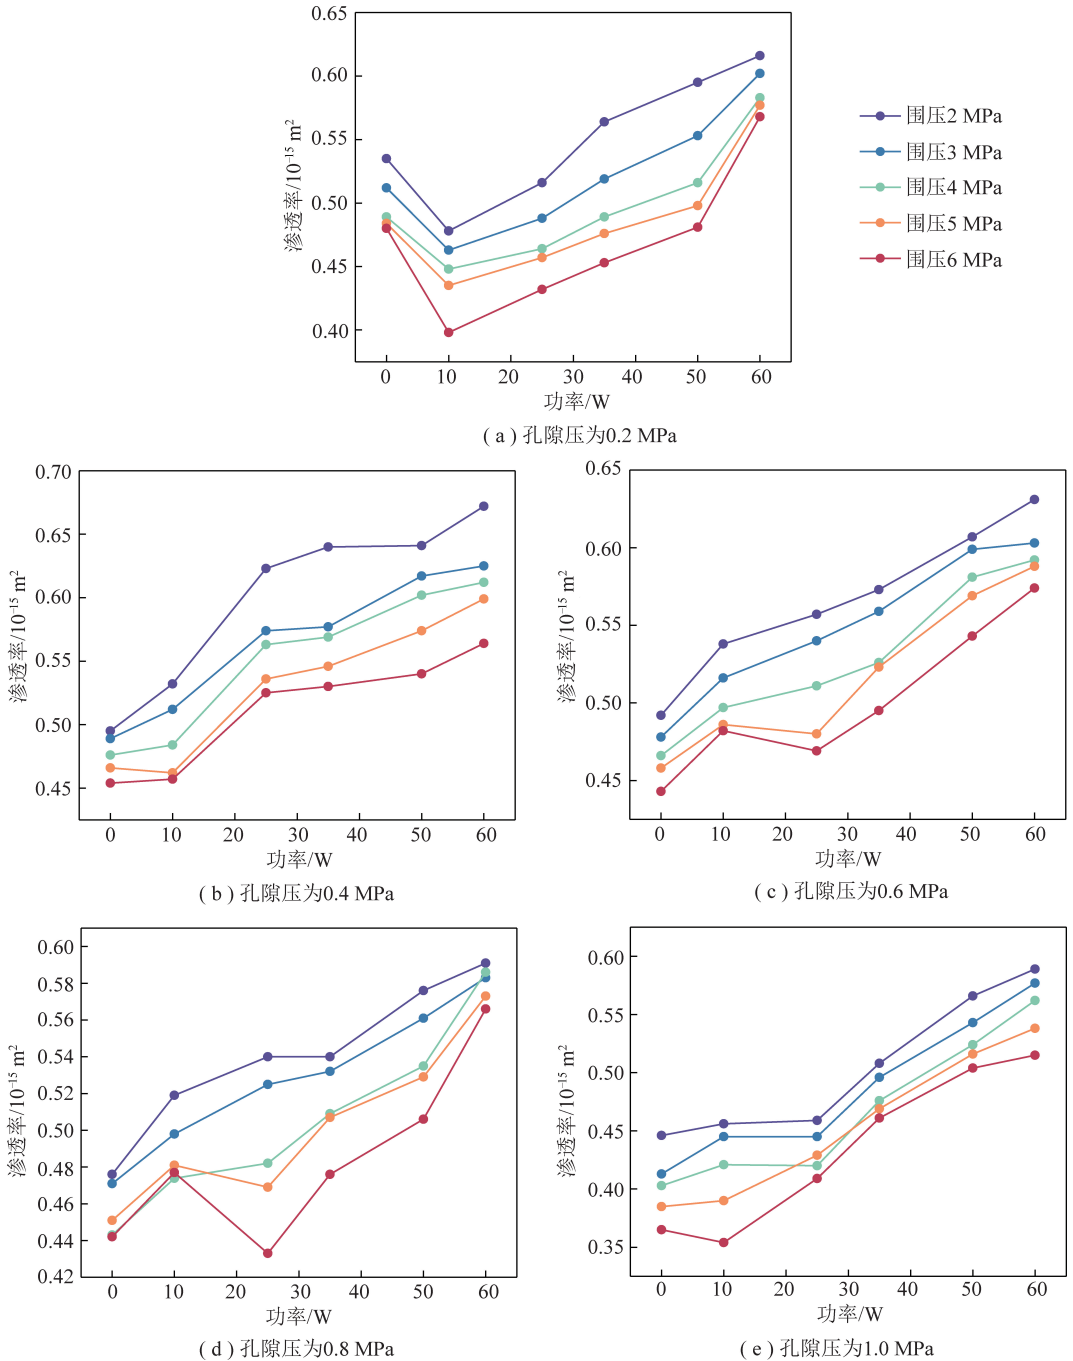 0.65
0.60
0.55
0.50
0.45
0.40
渗透率/10⁻¹⁵ m²
0 10 20 30 40 50 60
功率/W
( a ) 孔隙压为0.2 MPa
围压2 MPa
围压3 MPa
围压4 MPa
围压5 MPa
围压6 MPa
0.70
0.65
0.60
0.55
0.50
0.45
渗透率/10⁻¹⁵ m²
0 10 20 30 40 50 60
功率/W
( b ) 孔隙压为0.4 MPa
0.65
0.60
0.55
0.50
0.45
渗透率/10⁻¹⁵ m²
0 10 20 30 40 50 60
功率/W
( c ) 孔隙压为0.6 MPa
0.60
0.58
0.56
0.54
0.52
0.50
0.48
0.46
0.44
0.42
渗透率/10⁻¹⁵ m²
0 10 20 30 40 50 60
功率/W
( d ) 孔隙压为0.8 MPa
0.60
0.55
0.50
0.45
0.40
0.35
渗透率/10⁻¹⁵ m²
0 10 20 30 40 50 60
功率/W
( e ) 孔隙压为1.0 MPa